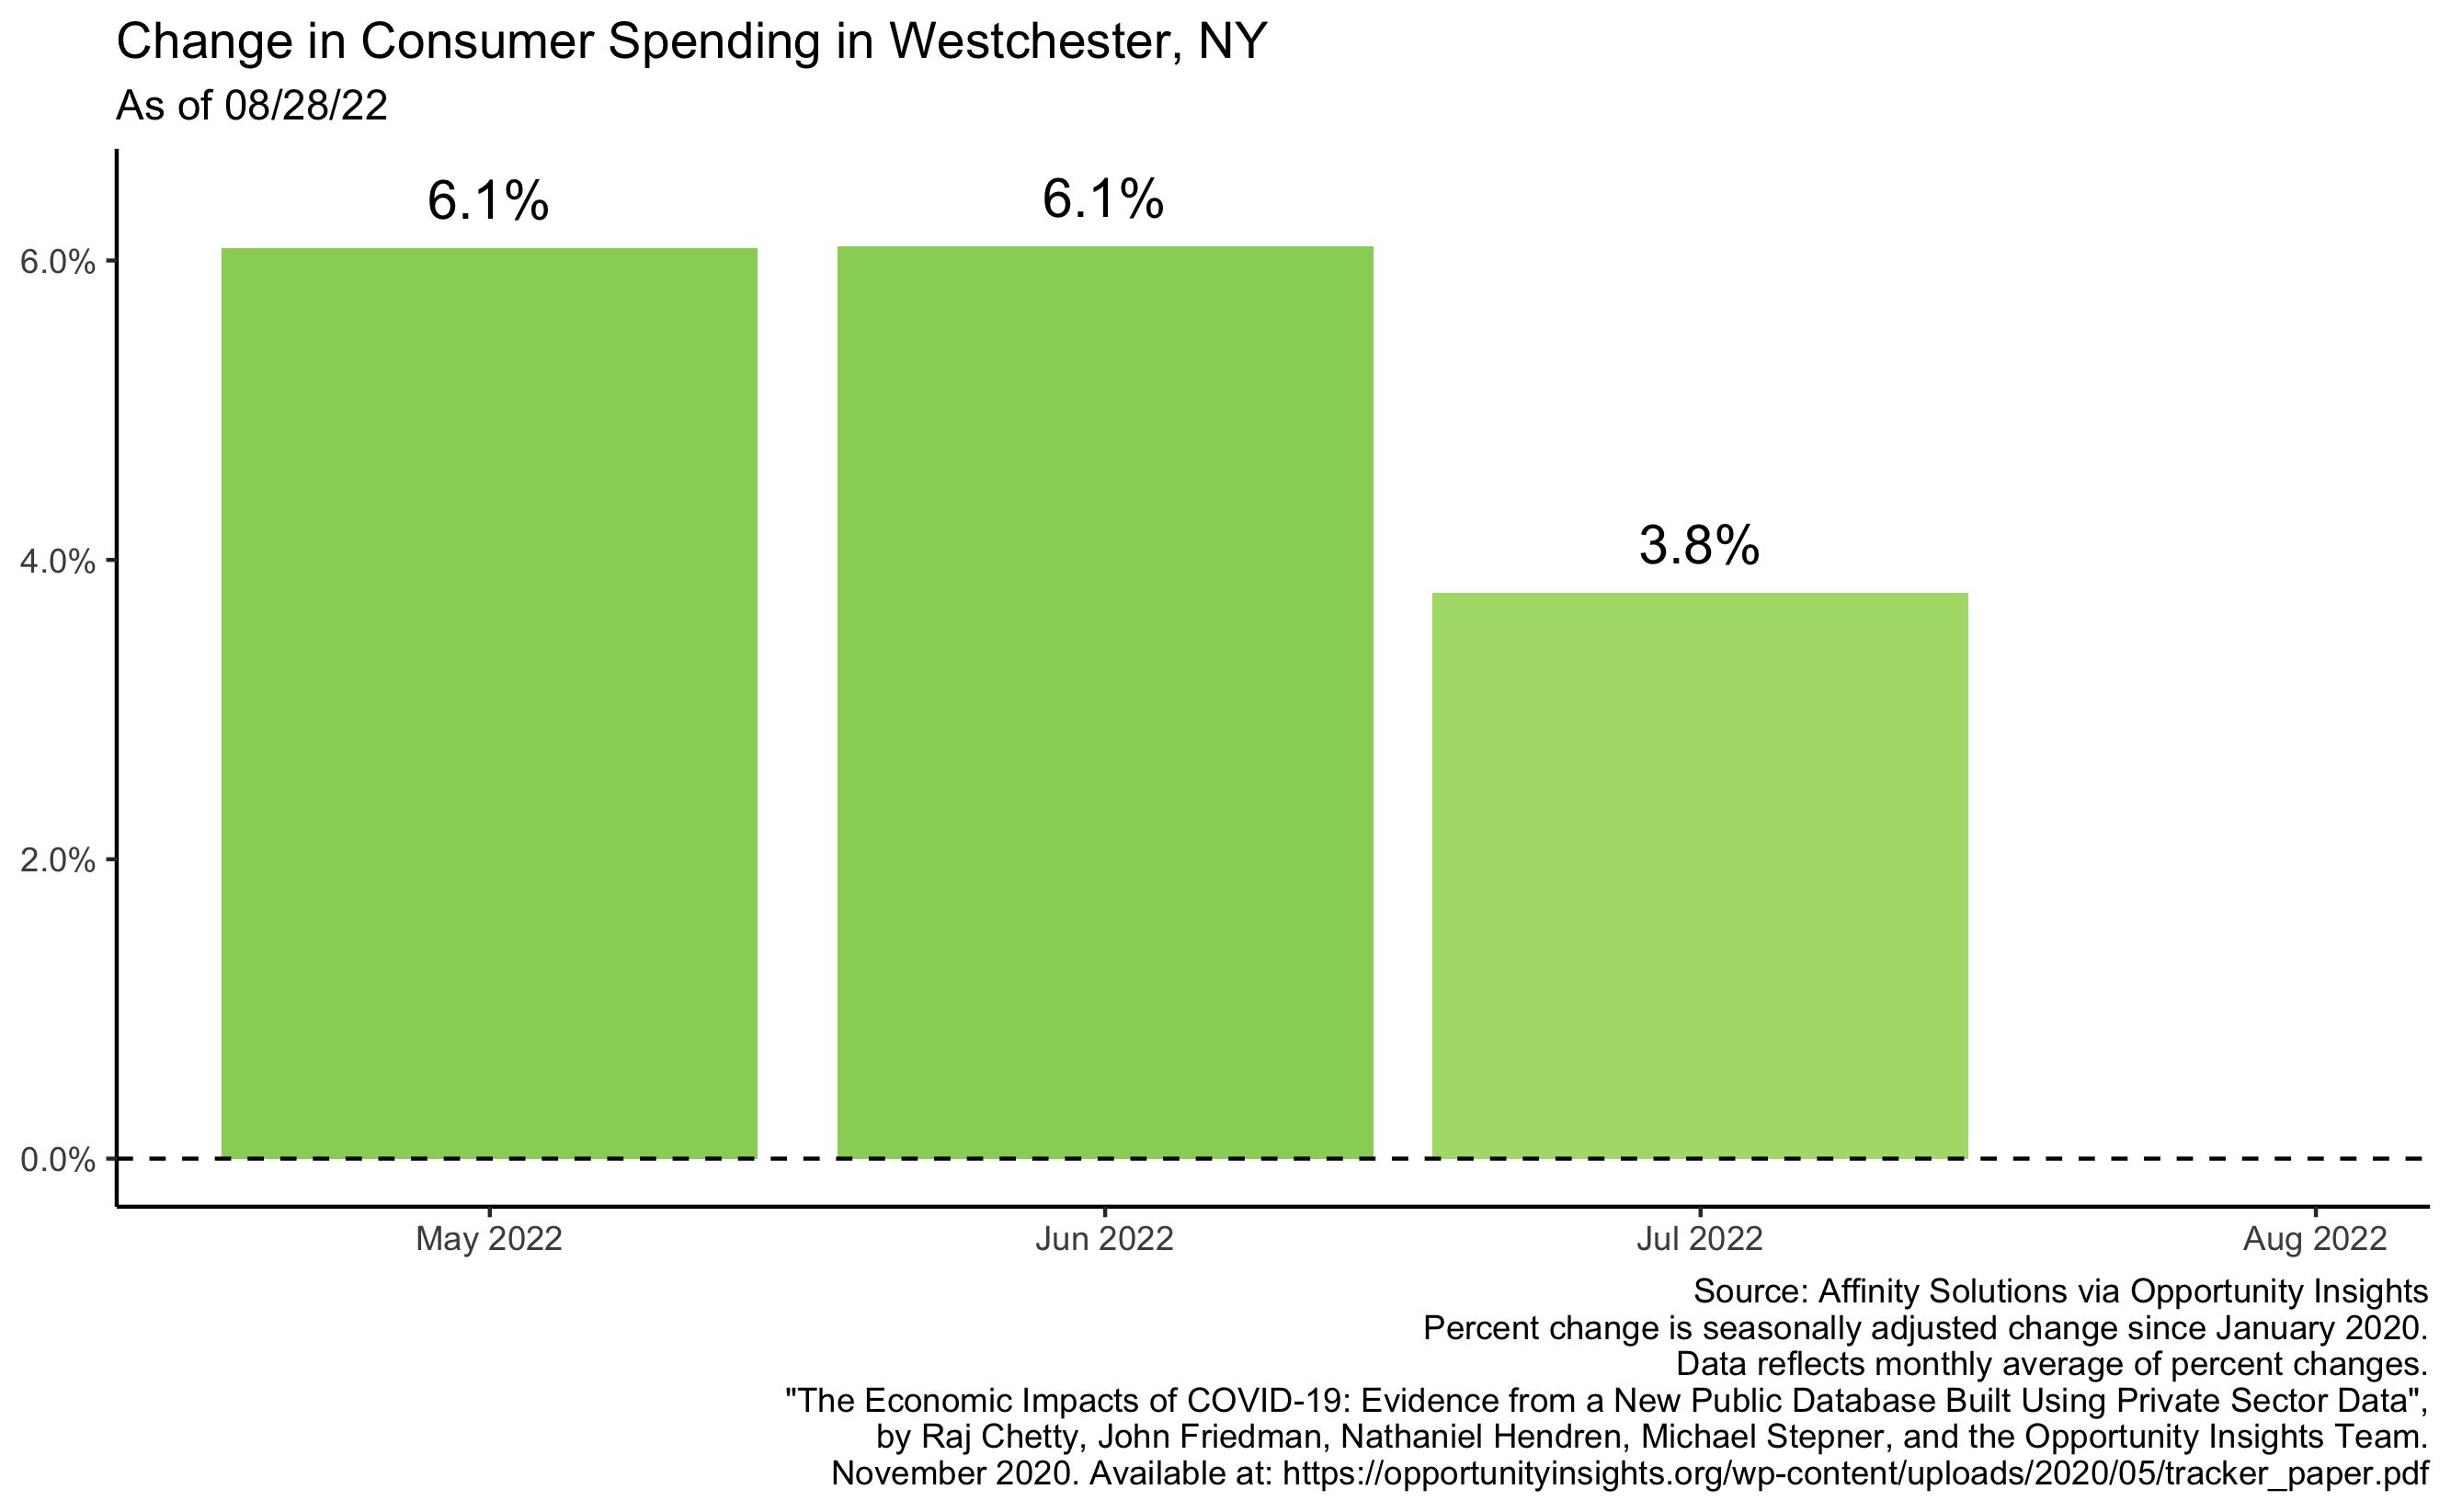 Change in Consumer Spending in Westchester, NY
As of 08/28/22
6.1%
6.1%
3.8%
6.0%
4.0%
2.0%
0.0%
May 2022
Jun 2022
Jul 2022
Aug 2022
Source: Affinity Solutions via Opportunity Insights
Percent change is seasonally adjusted change since January 2020.
Data reflects monthly average of percent changes.
"The Economic Impacts of COVID-19: Evidence from a New Public Database Built Using Private Sector Data",
by Raj Chetty, John Friedman, Nathaniel Hendren, Michael Stepner, and the Opportunity Insights Team.
November 2020. Available at: https://opportunityinsights.org/wp-content/uploads/2020/05/tracker_paper.pdf